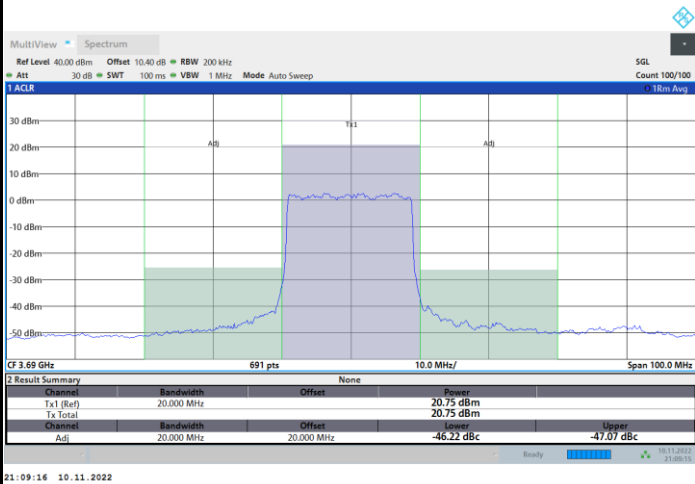 MultiView Spectrum
Ref Level 40.00 dBm Offset 10.40 dB RBW 200 kHz SGL
Att 30 dB SWT 100 ms VBW 1 MHz Mode Auto Sweep Count 100/100
1 ACLR 1Rm Avg
30 dBm
Tx1
20 dBm Adj Adj
10 dBm
0 dBm
-10 dBm
-20 dBm
-30 dBm
-40 dBm
-50 dBm
CF 3.69 GHz 691 pts 10.0 MHz/ Span 100.0 MHz
2 Result Summary None
Channel Bandwidth Offset Power
Tx1 (Ref) 20.000 MHz 20.75 dBm
Tx Total 20.75 dBm
Channel Bandwidth Offset Lower Upper
Adj 20.000 MHz 20.000 MHz -46.22 dBc -47.07 dBc
Ready 10.11.2022
21:09:15
21:09:16 10.11.2022